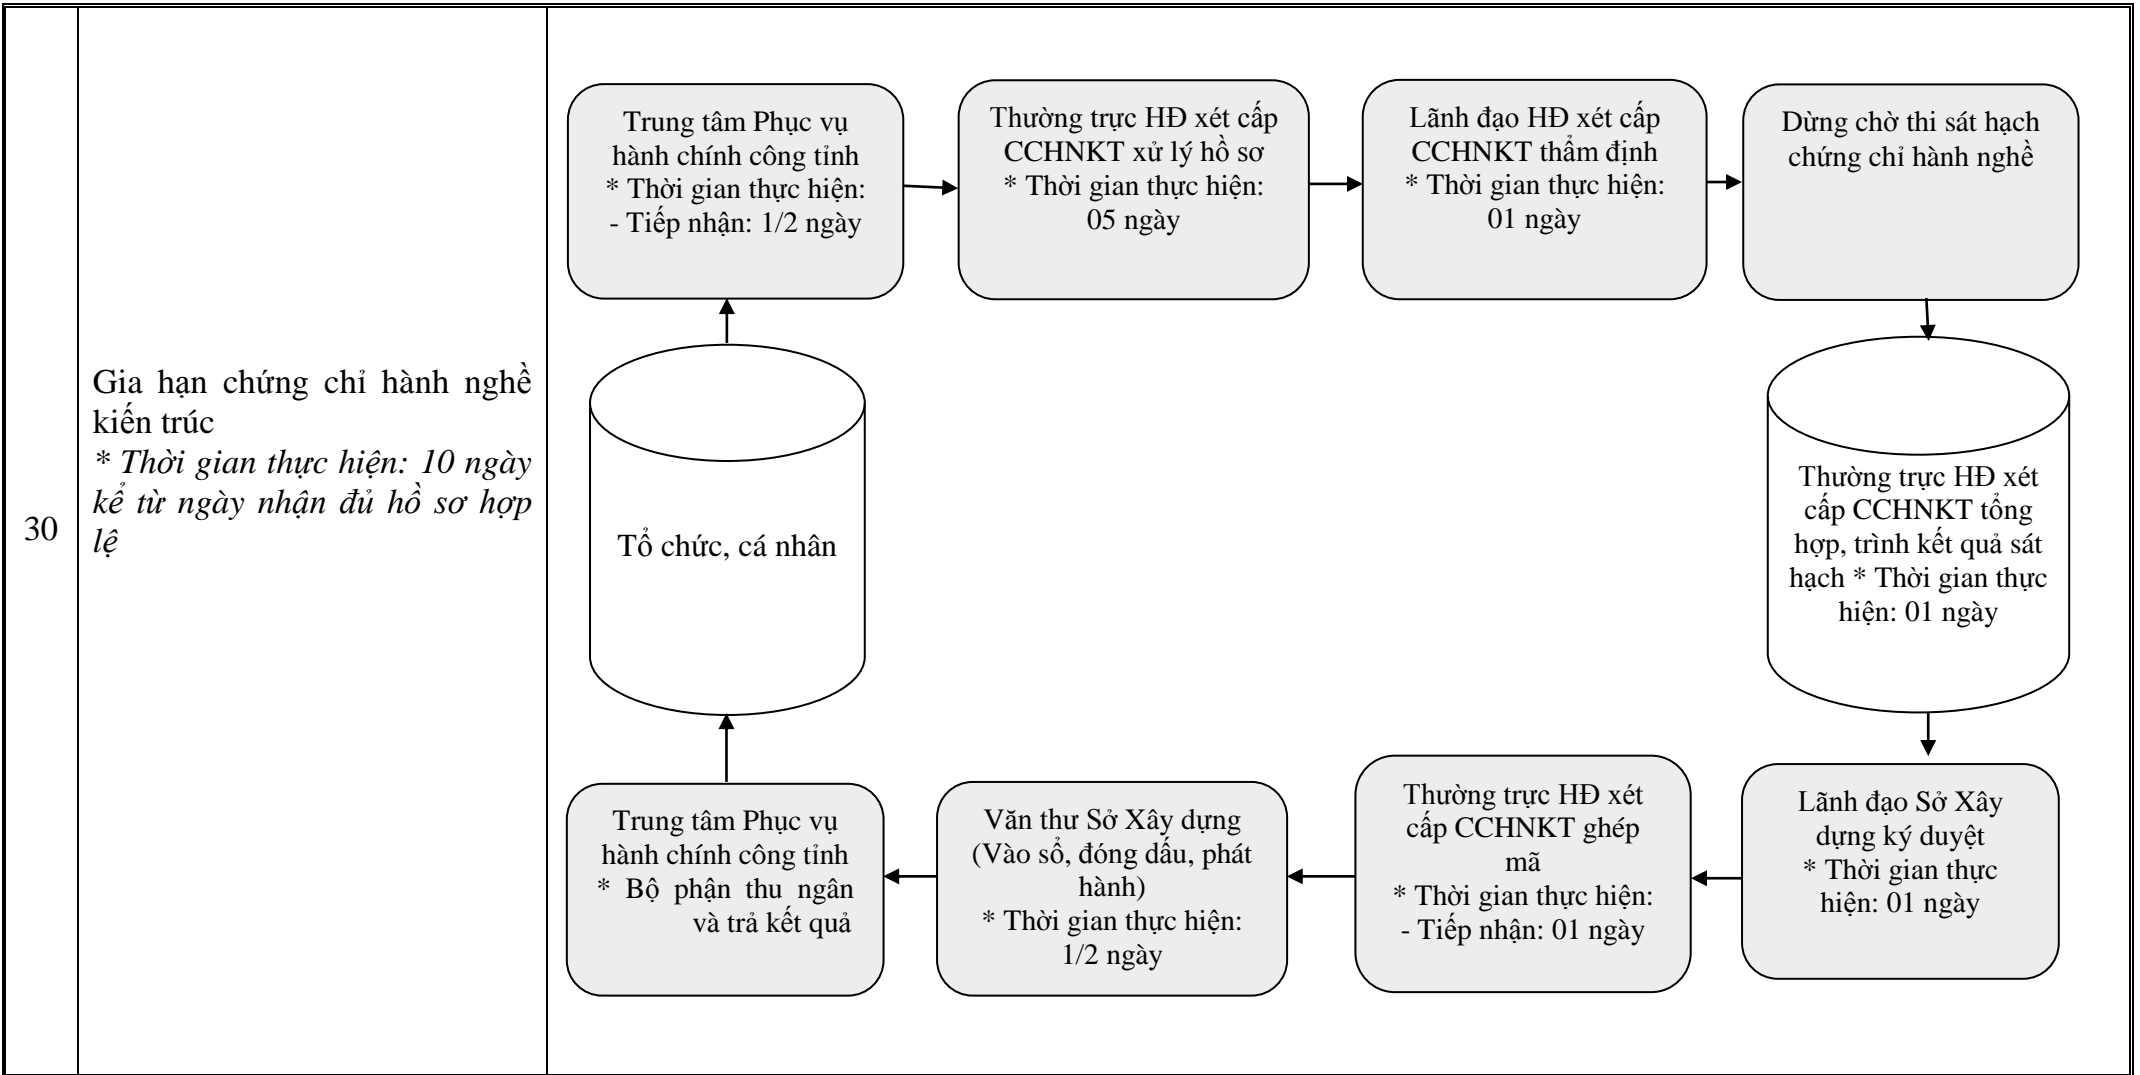 30
Gia hạn chứng chỉ hành nghề
kiến trúc
* Thời gian thực hiện: 10 ngày
kể từ ngày nhận đủ hồ sơ hợp
lệ
Trung tâm Phục vụ
hành chính công tỉnh
* Thời gian thực hiện:
- Tiếp nhận: 1/2 ngày
Thường trực HĐ xét cấp
CCHNKT xử lý hồ sơ
* Thời gian thực hiện:
05 ngày
Lãnh đạo HĐ xét cấp
CCHNKT thẩm định
* Thời gian thực hiện:
01 ngày
Dừng chờ thi sát hạch
chứng chỉ hành nghề
Thường trực HĐ xét
cấp CCHNKT tổng
hợp, trình kết quả sát
hạch * Thời gian thực
hiện: 01 ngày
Lãnh đạo Sở Xây
dựng ký duyệt
* Thời gian thực
hiện: 01 ngày
Thường trực HĐ xét
cấp CCHNKT ghép
mã
* Thời gian thực hiện:
- Tiếp nhận: 01 ngày
Văn thư Sở Xây dựng
(Vào sổ, đóng dấu, phát
hành)
* Thời gian thực hiện:
1/2 ngày
Trung tâm Phục vụ
hành chính công tỉnh
* Bộ phận thu ngân
và trả kết quả
Tổ chức, cá nhân